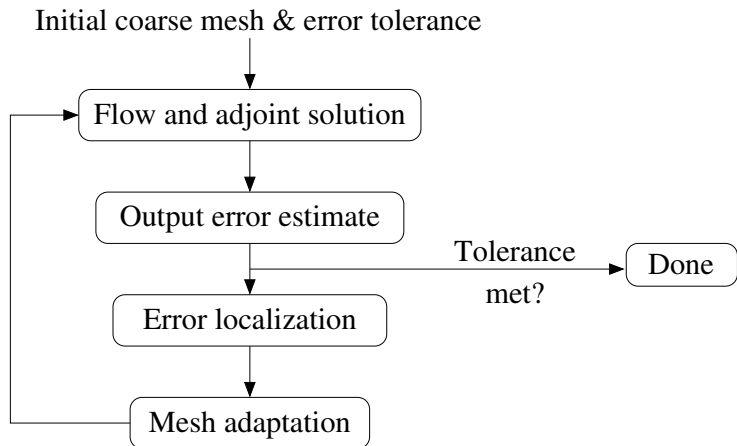 Initial coarse mesh & error tolerance
Flow and adjoint solution
Output error estimate
Tolerance
met?
Done
Error localization
Mesh adaptation